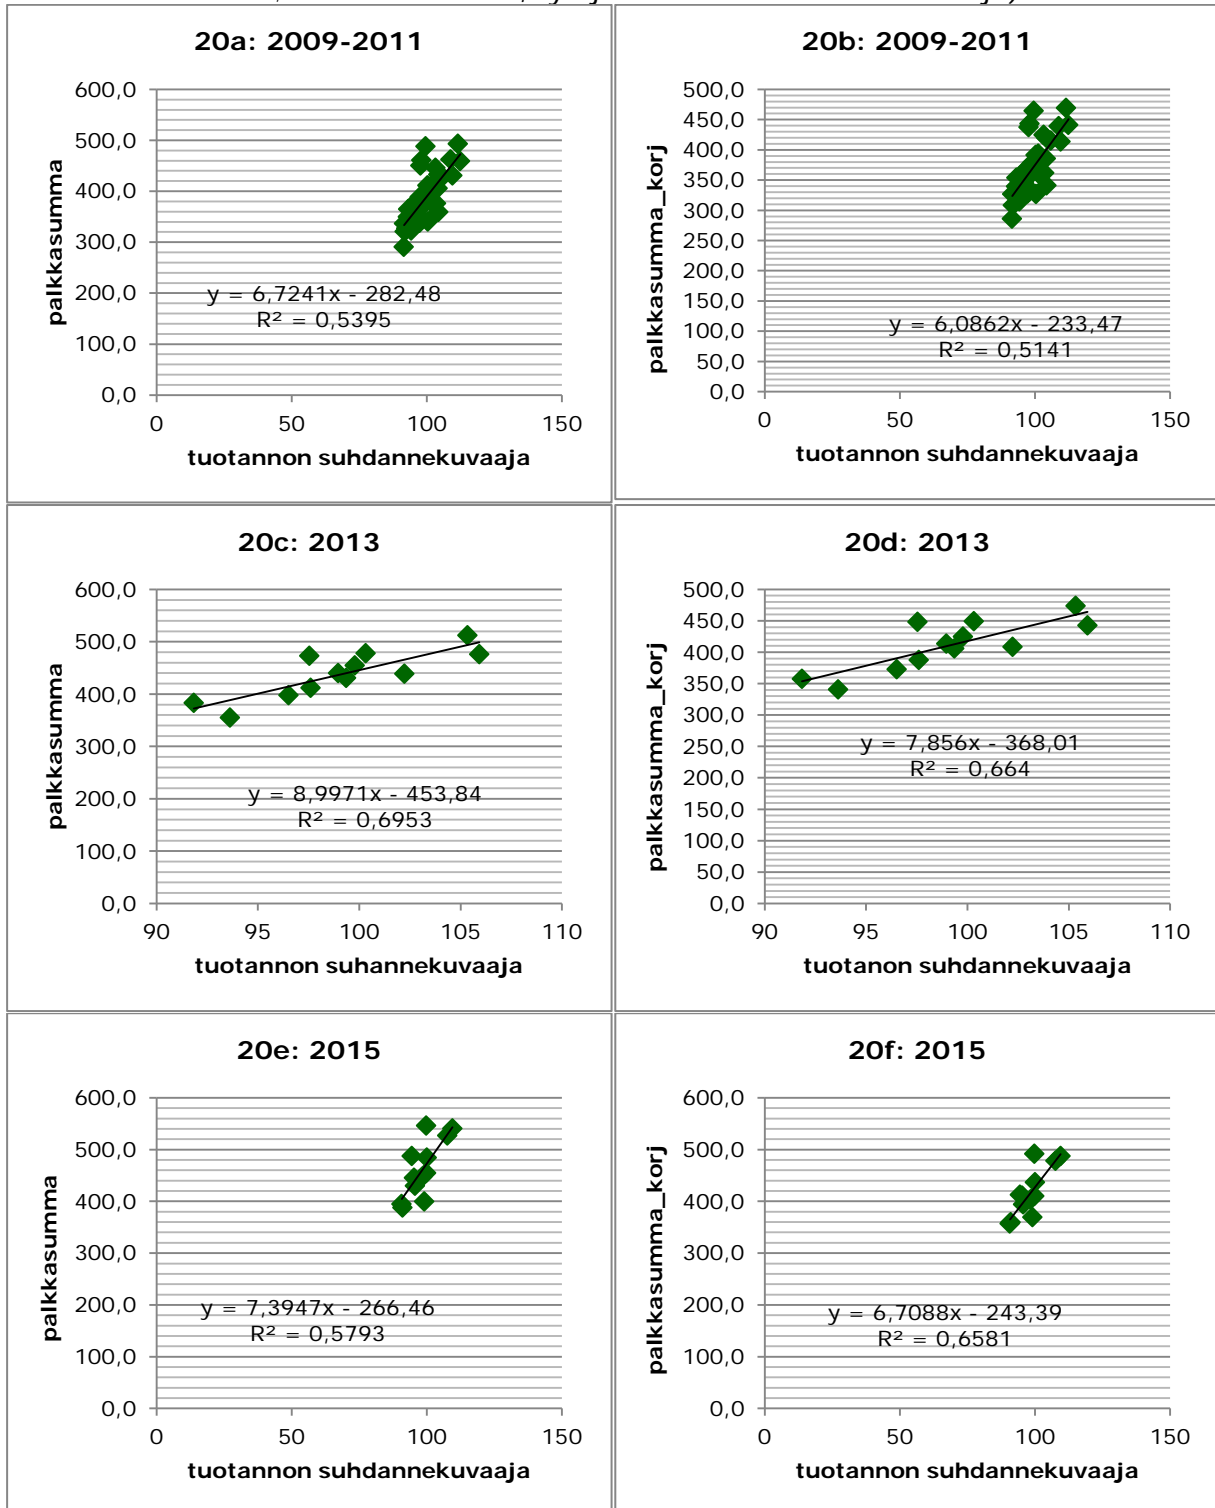 20a: 2009-2011
600,0
500,0
400,0
300,0
200,0
100,0
0,0
palkkasumma
y = 6,7241x - 282,48
R² = 0,5395
0 50 100 150
tuotannon suhdannekuvaaja
20b: 2009-2011
500,0
450,0
400,0
350,0
300,0
250,0
200,0
150,0
100,0
50,0
0,0
palkkasumma_korj
y = 6,0862x - 233,47
R² = 0,5141
0 50 100 150
tuotannon suhdannekuvaaja
20c: 2013
600,0
500,0
400,0
300,0
200,0
100,0
0,0
palkkasumma
y = 8,9971x - 453,84
R² = 0,6953
90 95 100 105 110
tuotannon suhannekuvaaja
20d: 2013
500,0
450,0
400,0
350,0
300,0
250,0
200,0
150,0
100,0
50,0
0,0
palkkasumma_korj
y = 7,856x - 368,01
R² = 0,664
90 95 100 105 110
tuotanon suhdannekuvaaja
20e: 2015
600,0
500,0
400,0
300,0
200,0
100,0
0,0
palkkasumma
y = 7,3947x - 266,46
R² = 0,5793
0 50 100 150
tuotannon suhdannekuvaaja
20f: 2015
600,0
500,0
400,0
300,0
200,0
100,0
0,0
palkkasumma_korj
y = 6,7088x - 243,39
R² = 0,6581
0 50 100 150
tuotannon suhdannekuvaaja